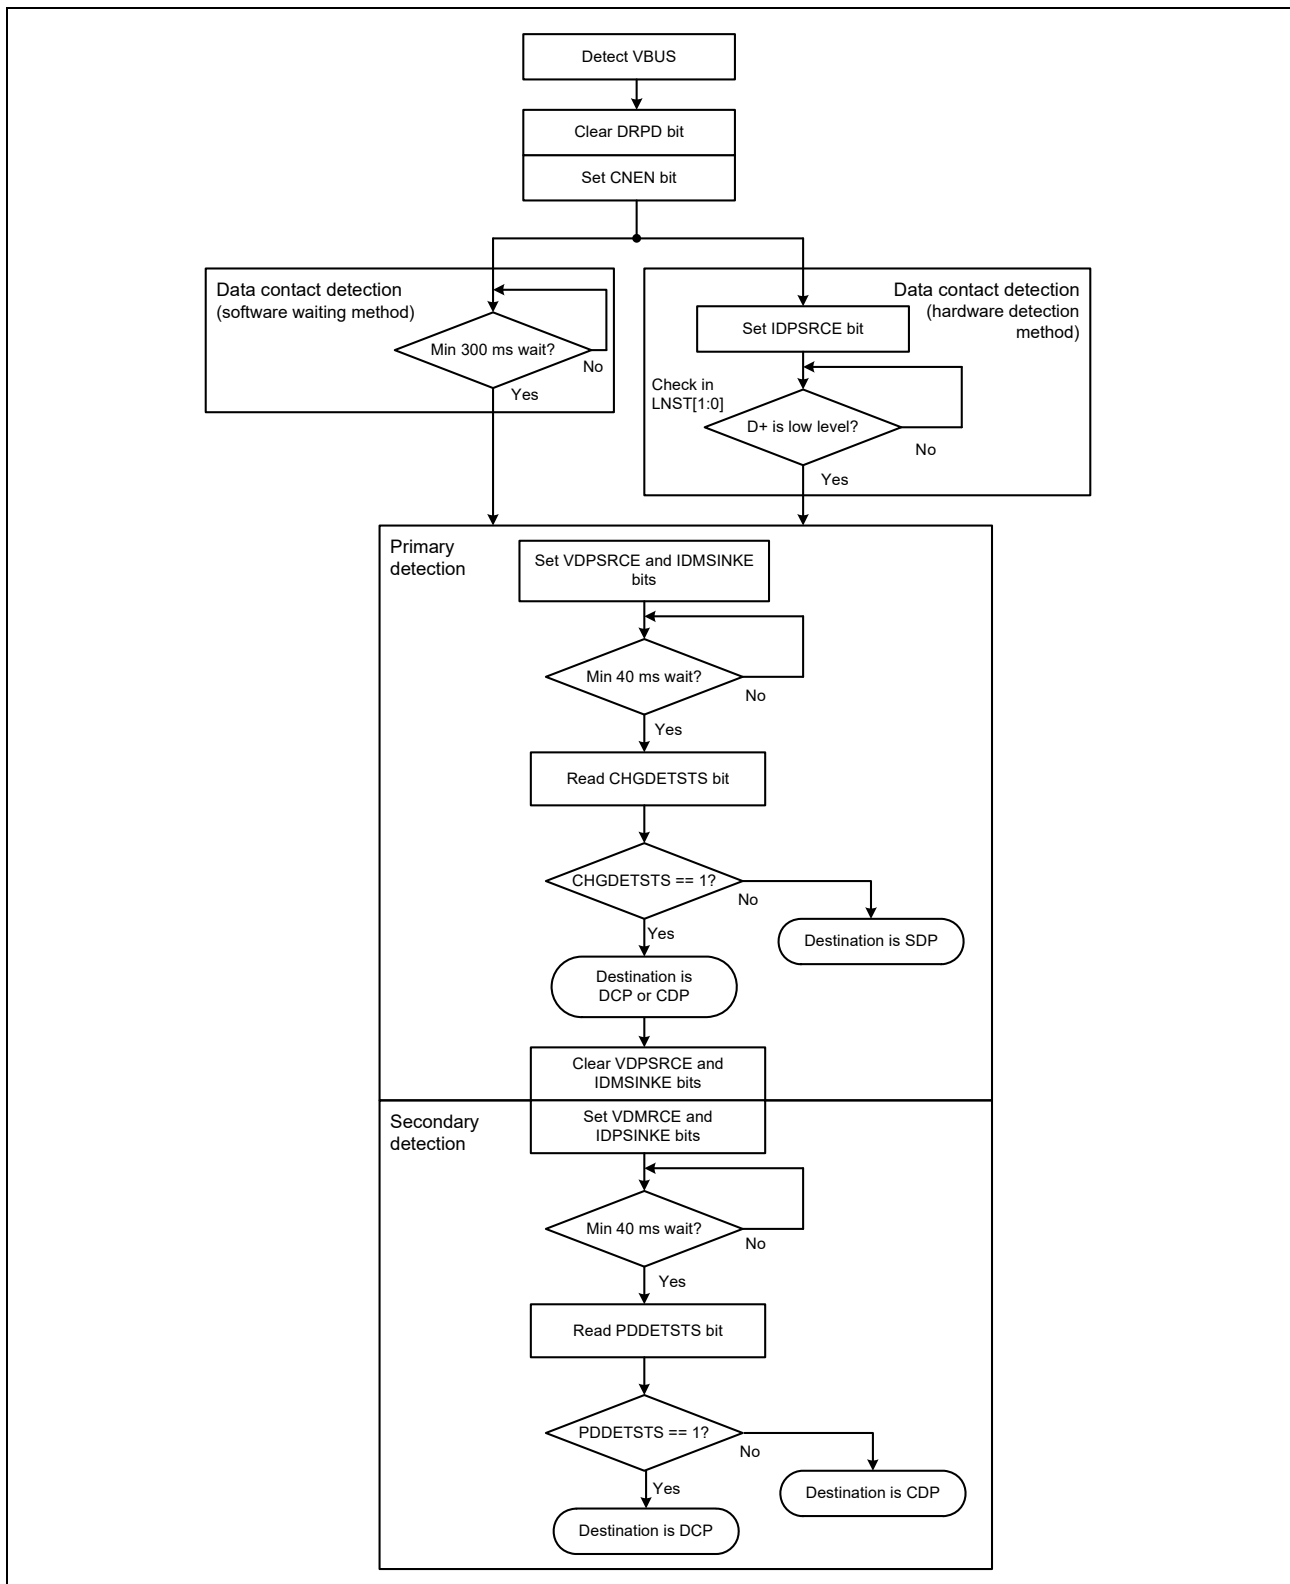 Detect VBUS
Clear DRPD bit
Set CNEN bit
Data contact detection
(software waiting method)
Min 300 ms wait?
No
Yes
Data contact detection
(hardware detection
method)
Set IDPSRCE bit
Check in
LNST[1:0]
D+ is low level?
No
Yes
Primary
detection
Set VDPSRCE and IDMSINKE
bits
Min 40 ms wait?
No
Yes
Read CHGDETSTS bit
CHGDETSTS == 1?
No
Yes
Destination is SDP
Destination is
DCP or CDP
Clear VDPSRCE and
IDMSINKE bits
Secondary
detection
Set VDMRCE and
IDPSINKE bits
Min 40 ms wait?
No
Yes
Read PDDETSTS bit
PDDETSTS == 1?
No
Yes
Destination is CDP
Destination is DCP